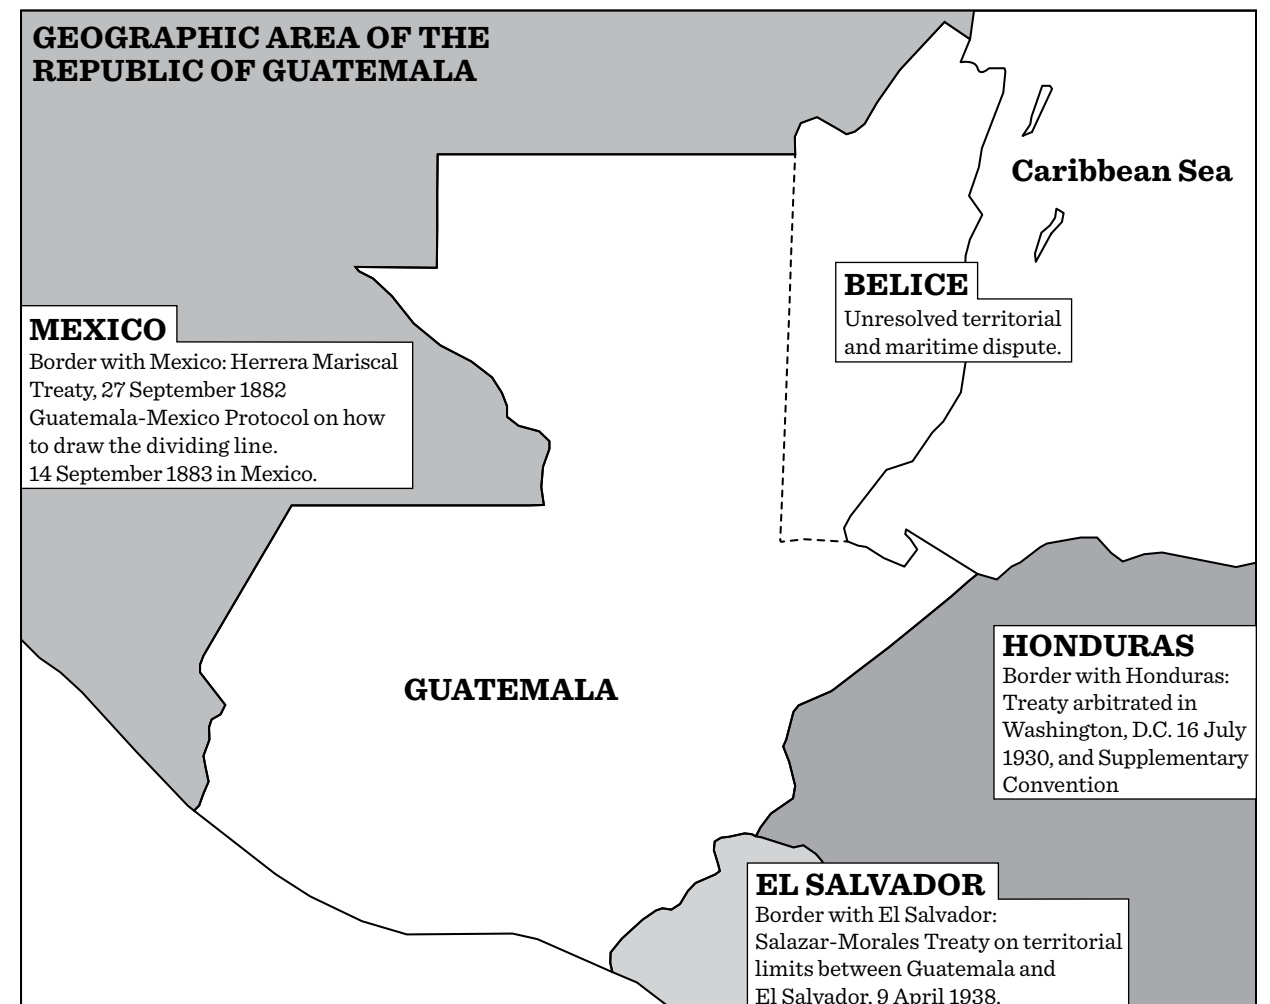 GEOGRAPHIC AREA OF THE
REPUBLIC OF GUATEMALA
Caribbean Sea
BELICE
Unresolved territorial
and maritime dispute.
MEXICO
Border with Mexico: Herrera Mariscal
Treaty, 27 September 1882
Guatemala-Mexico Protocol on how
to draw the dividing line.
14 September 1883 in Mexico.
GUATEMALA
HONDURAS
Border with Honduras:
Treaty arbitrated in
Washington, D.C. 16 July
1930, and Supplementary
Convention
EL SALVADOR
Border with El Salvador:
Salazar-Morales Treaty on territorial
limits between Guatemala and
El Salvador, 9 April 1938.